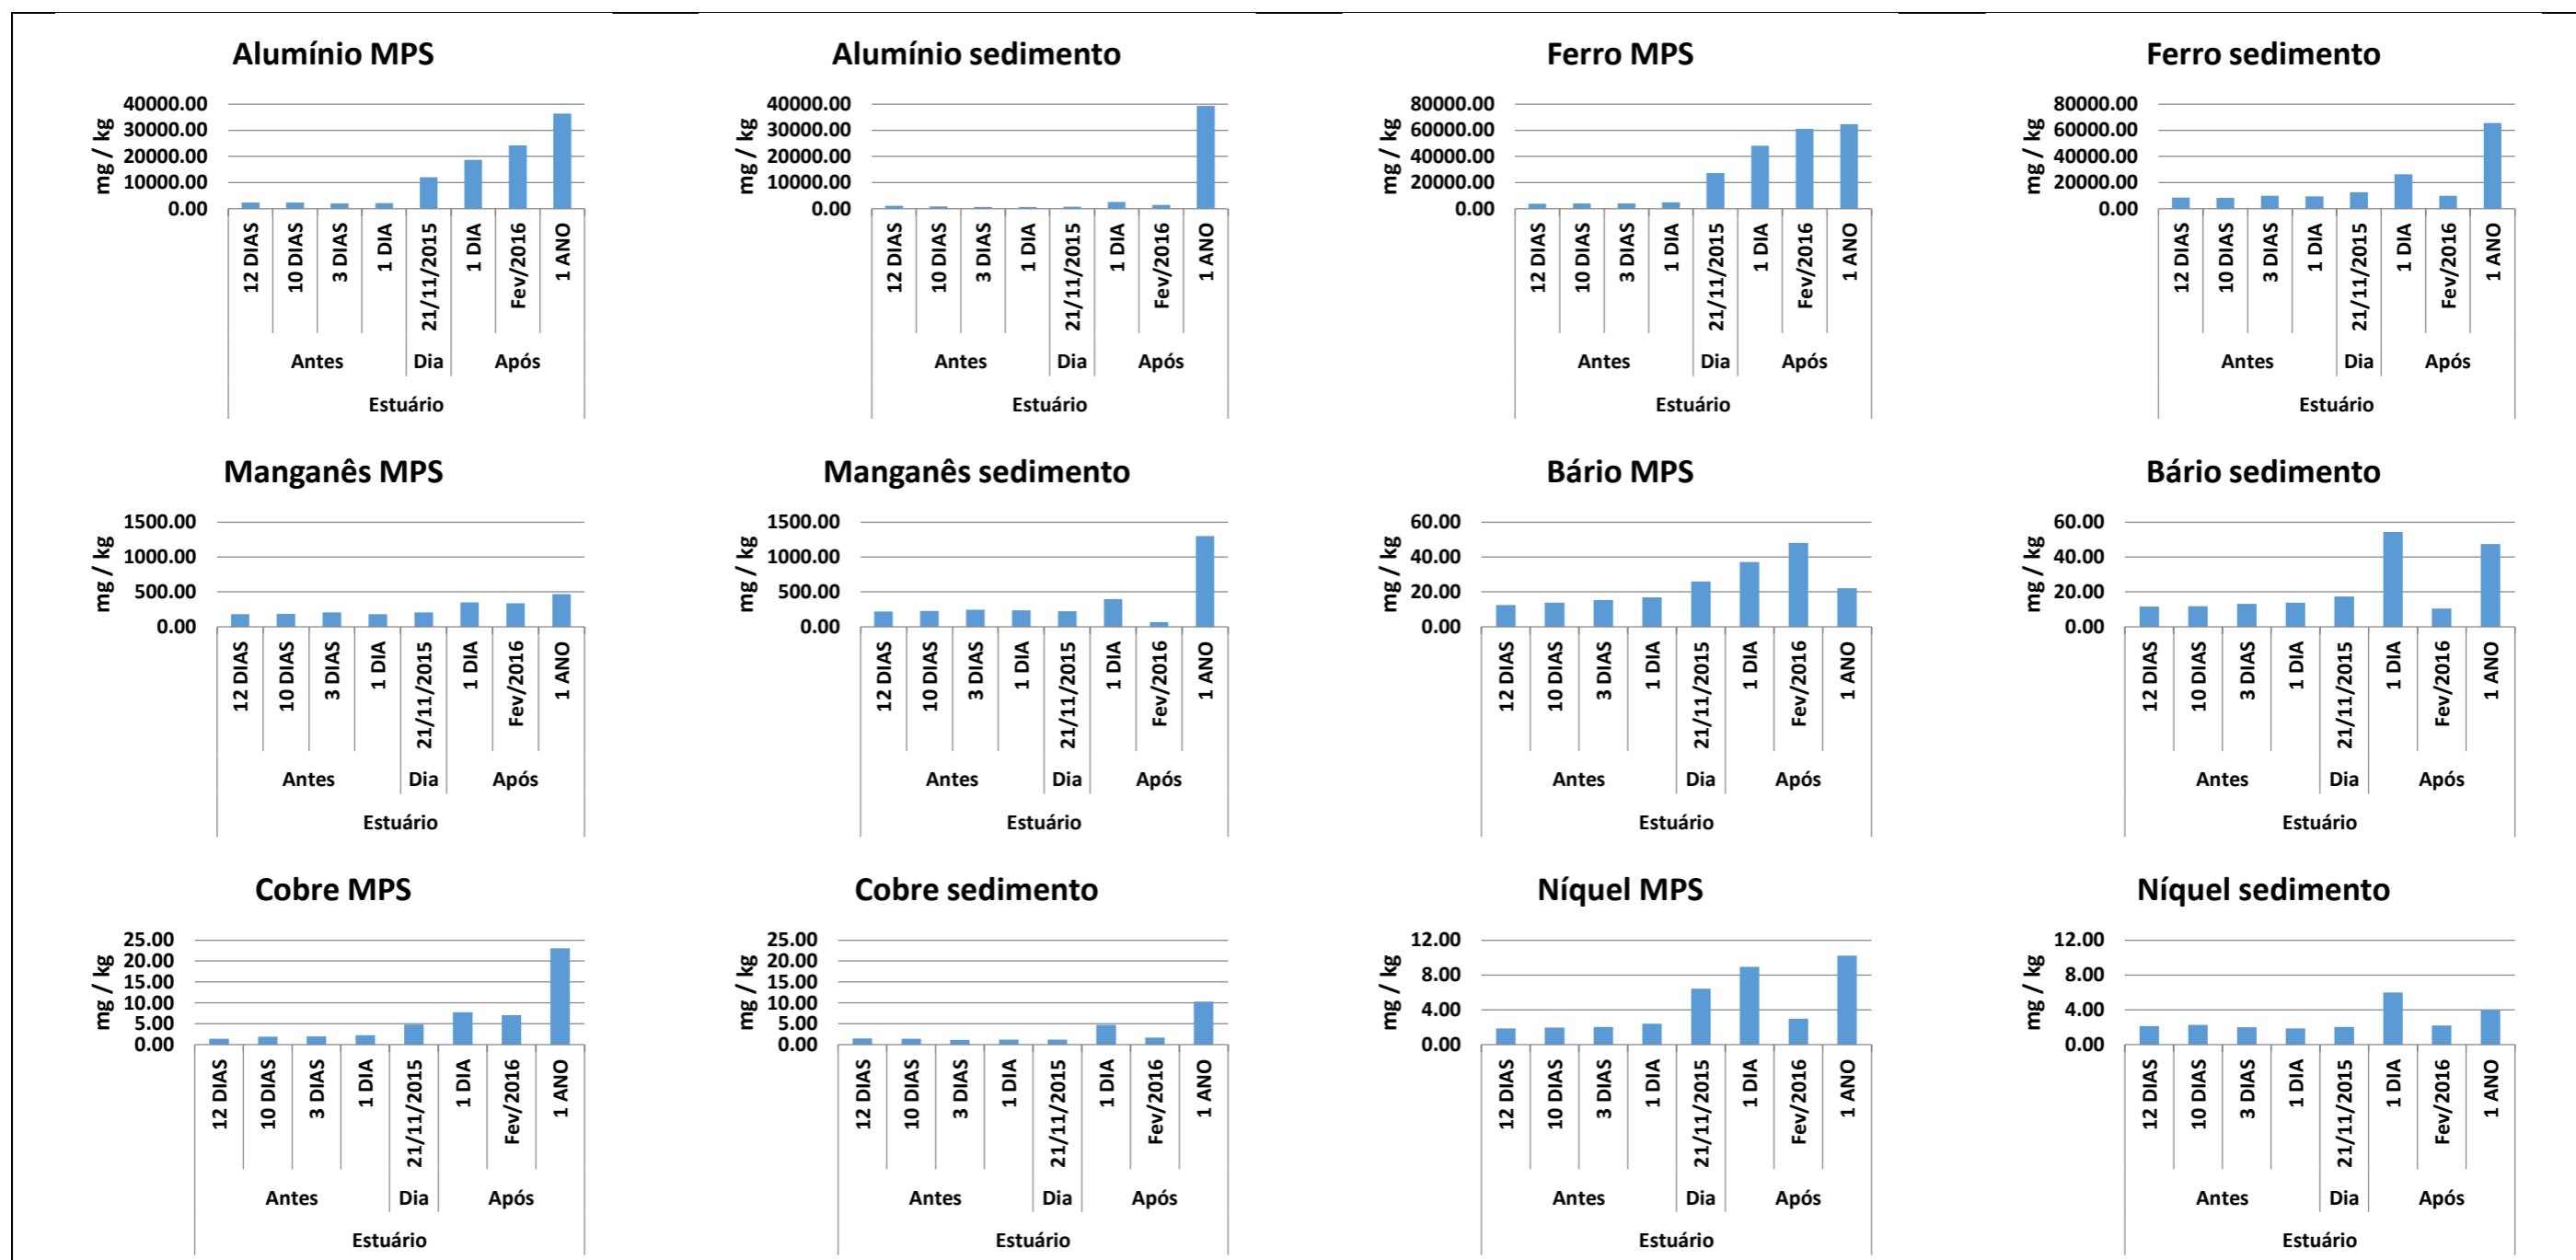 Alumínio MPS
mg / kg
40000.00
30000.00
20000.00
10000.00
0.00
12 DIAS
10 DIAS
3 DIAS
1 DIA
21/11/2015
1 DIA
Fev/2016
1 ANO
Antes
Dia
Após
Estuário
Alumínio sedimento
mg / kg
40000.00
30000.00
20000.00
10000.00
0.00
12 DIAS
10 DIAS
3 DIAS
1 DIA
21/11/2015
1 DIA
Fev/2016
1 ANO
Antes
Dia
Após
Estuário
Ferro MPS
mg / kg
80000.00
60000.00
40000.00
20000.00
0.00
12 DIAS
10 DIAS
3 DIAS
1 DIA
21/11/2015
1 DIA
Fev/2016
1 ANO
Antes
Dia
Após
Estuário
Ferro sedimento
mg / kg
80000.00
60000.00
40000.00
20000.00
0.00
12 DIAS
10 DIAS
3 DIAS
1 DIA
21/11/2015
1 DIA
Fev/2016
1 ANO
Antes
Dia
Após
Estuário
Manganês MPS
mg / kg
1500.00
1000.00
500.00
0.00
12 DIAS
10 DIAS
3 DIAS
1 DIA
21/11/2015
1 DIA
Fev/2016
1 ANO
Antes
Dia
Após
Estuário
Manganês sedimento
mg / kg
1500.00
1000.00
500.00
0.00
12 DIAS
10 DIAS
3 DIAS
1 DIA
21/11/2015
1 DIA
Fev/2016
1 ANO
Antes
Dia
Após
Estuário
Bário MPS
mg / kg
60.00
40.00
20.00
0.00
12 DIAS
10 DIAS
3 DIAS
1 DIA
21/11/2015
1 DIA
Fev/2016
1 ANO
Antes
Dia
Após
Estuário
Bário sedimento
mg / kg
60.00
40.00
20.00
0.00
12 DIAS
10 DIAS
3 DIAS
1 DIA
21/11/2015
1 DIA
Fev/2016
1 ANO
Antes
Dia
Após
Estuário
Cobre MPS
mg / kg
25.00
20.00
15.00
10.00
5.00
0.00
12 DIAS
10 DIAS
3 DIAS
1 DIA
21/11/2015
1 DIA
Fev/2016
1 ANO
Antes
Dia
Após
Estuário
Cobre sedimento
mg / kg
25.00
20.00
15.00
10.00
5.00
0.00
12 DIAS
10 DIAS
3 DIAS
1 DIA
21/11/2015
1 DIA
Fev/2016
1 ANO
Antes
Dia
Após
Estuário
Níquel MPS
mg / kg
12.00
8.00
4.00
0.00
12 DIAS
10 DIAS
3 DIAS
1 DIA
21/11/2015
1 DIA
Fev/2016
1 ANO
Antes
Dia
Após
Estuário
Níquel sedimento
mg / kg
12.00
8.00
4.00
0.00
12 DIAS
10 DIAS
3 DIAS
1 DIA
21/11/2015
1 DIA
Fev/2016
1 ANO
Antes
Dia
Após
Estuário